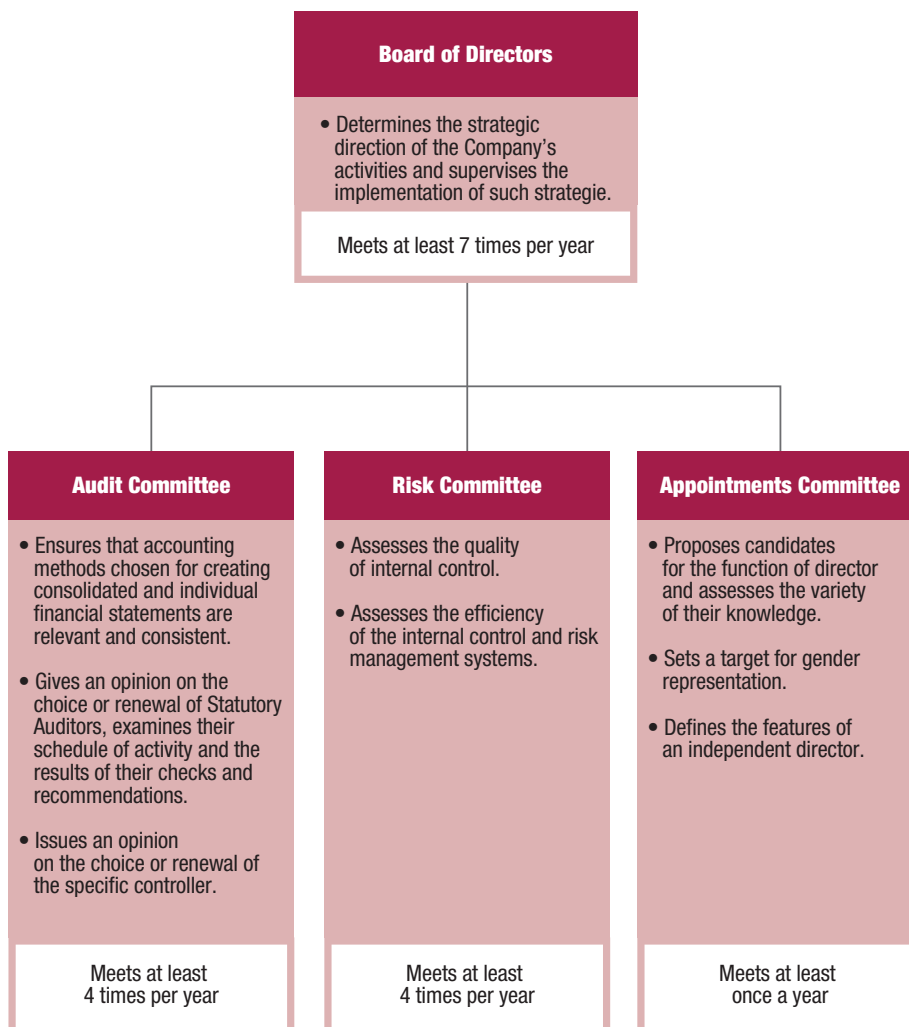 Board of Directors
• Determines the strategic
direction of the Company's
activities and supervises the
implementation of such strategie.
Meets at least 7 times per year
Audit Committee
• Ensures that accounting
methods chosen for creating
consolidated and individual
financial statements are
relevant and consistent.
• Gives an opinion on the
choice or renewal of Statutory
Auditors, examines their
schedule of activity and the
results of their checks and
recommendations.
• Issues an opinion
on the choice or renewal of
the specific controller.
Meets at least
4 times per year
Risk Committee
• Assesses the quality
of internal control.
• Assesses the efficiency
of the internal control and risk
management systems.
Meets at least
4 times per year
Appointments Committee
• Proposes candidates
for the function of director
and assesses the variety
of their knowledge.
• Sets a target for gender
representation.
• Defines the features of
an independent director.
Meets at least
once a year